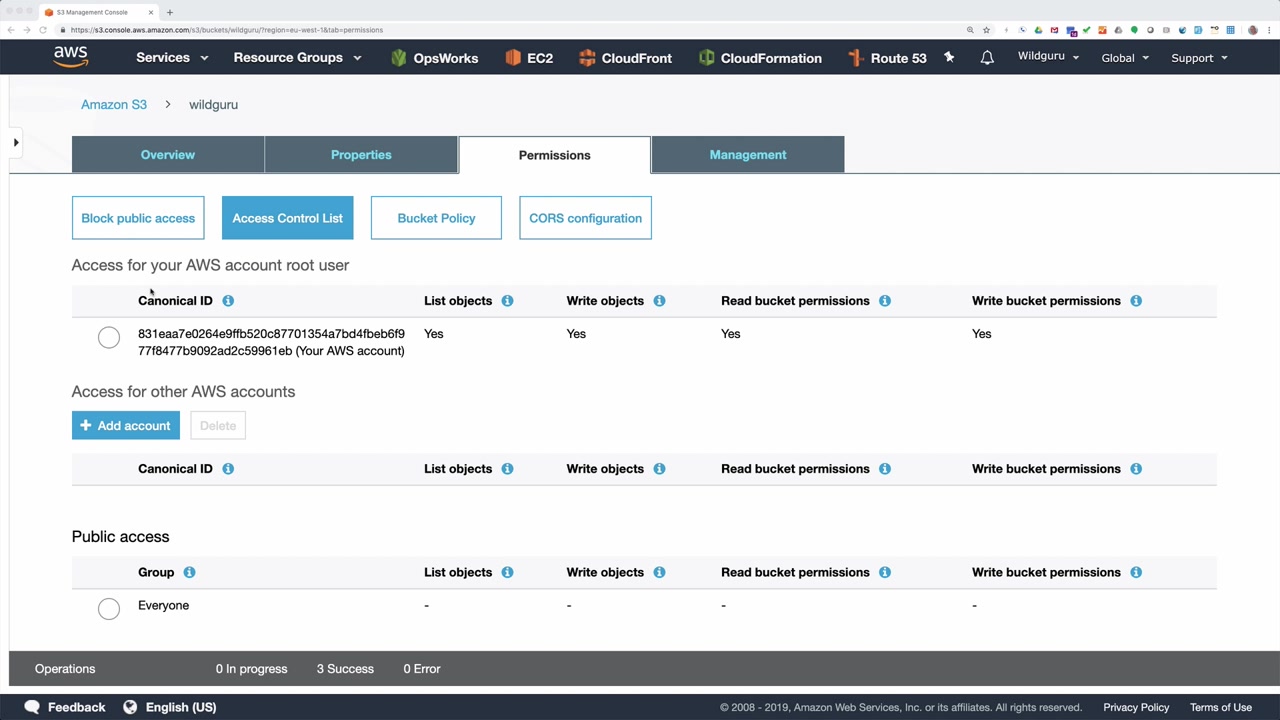 S3 Management Console
https://s3.console.aws.amazon.com/s3/buckets/wildguru/?region=eu-west-1&tab=permissions
aws Services Resource Groups OpsWorks EC2 CloudFront CloudFormation Route 53 Wildguru Global Support
Amazon S3 > wildguru
Overview Properties Permissions Management
Block public access Access Control List Bucket Policy CORS configuration
Access for your AWS account root user
Canonical ID List objects Write objects Read bucket permissions Write bucket permissions
831eaa7e0264e9ffb520c87701354a7bd4fbeb6f9 Yes Yes Yes Yes
77f8477b9092ad2c59961eb (Your AWS account)
Access for other AWS accounts
+ Add account Delete
Canonical ID List objects Write objects Read bucket permissions Write bucket permissions
Public access
Group List objects Write objects Read bucket permissions Write bucket permissions
Everyone - - - -
Operations 0 In progress 3 Success 0 Error
Feedback English (US) © 2008 - 2019, Amazon Web Services, Inc. or its affiliates. All rights reserved. Privacy Policy Terms of Use